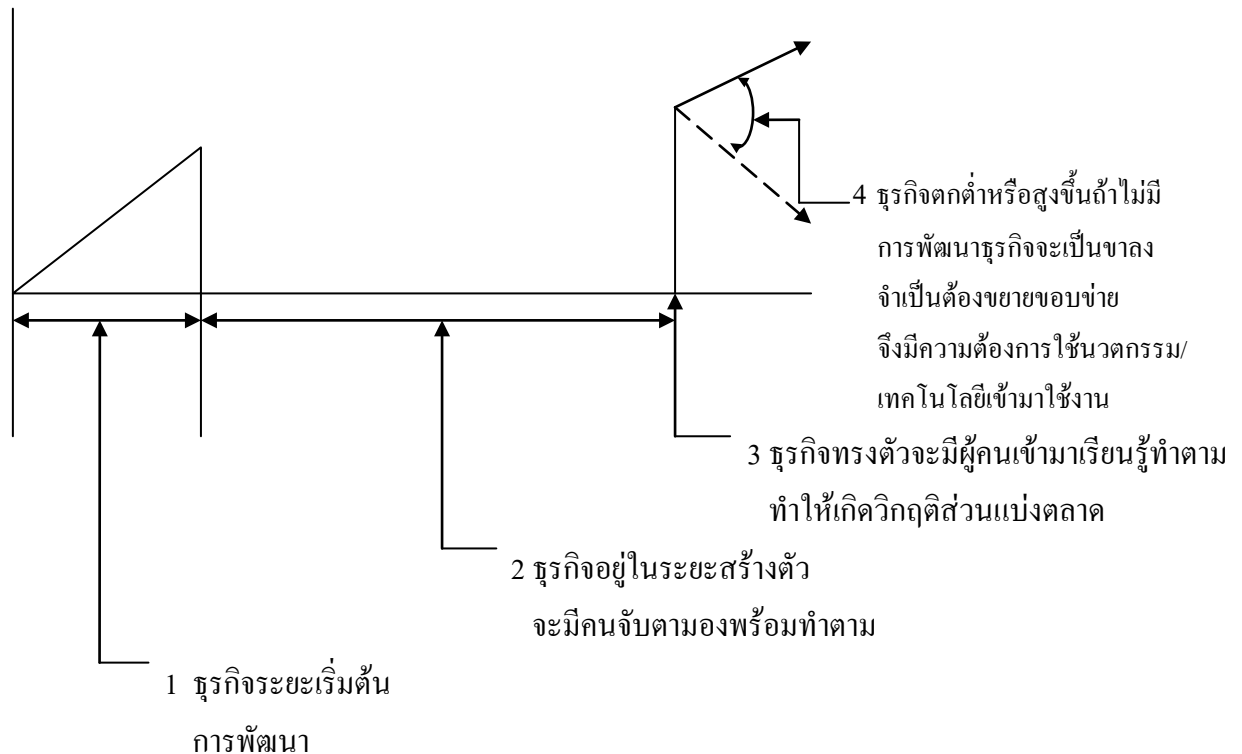 4 ธุรกิจตกต่ำหรือสูงขึ้นถ้าไม่มี
การพัฒนาธุรกิจจะเป็นขาลง
จำเป็นต้องขยายขอบข่าย
จึงมีความต้องการใช้นวตกรรม/
เทคโนโลยีเข้ามาใช้งาน
3 ธุรกิจทรงตัวจะมีผู้คนเข้ามาเรียนรู้ทำตาม
ทำให้เกิดวิกฤติส่วนแบ่งตลาด
2 ธุรกิจอยู่ในระยะสร้างตัว
จะมีคนจับตามองพร้อมทำตาม
1 ธุรกิจระยะเริ่มต้น
การพัฒนา